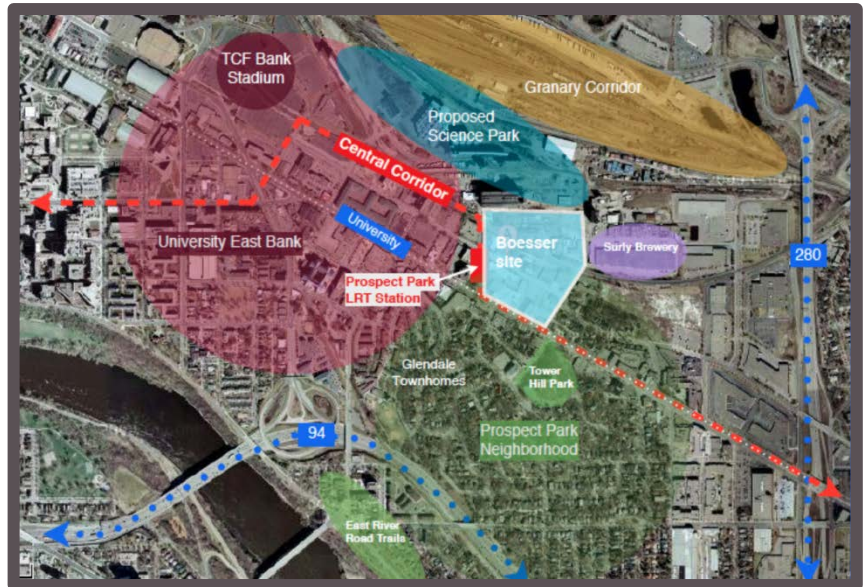 TCF Bank
Stadium
Granary Corridor
Proposed
Science Park
Central Corridor
University
University East Bank
Boesser
site
Surly Brewery
280
Prospect Park
LRT Station
Glendale
Townhomes
Tower
Hill Park
Prospect Park
Neighborhood
94
East River
Road Trails